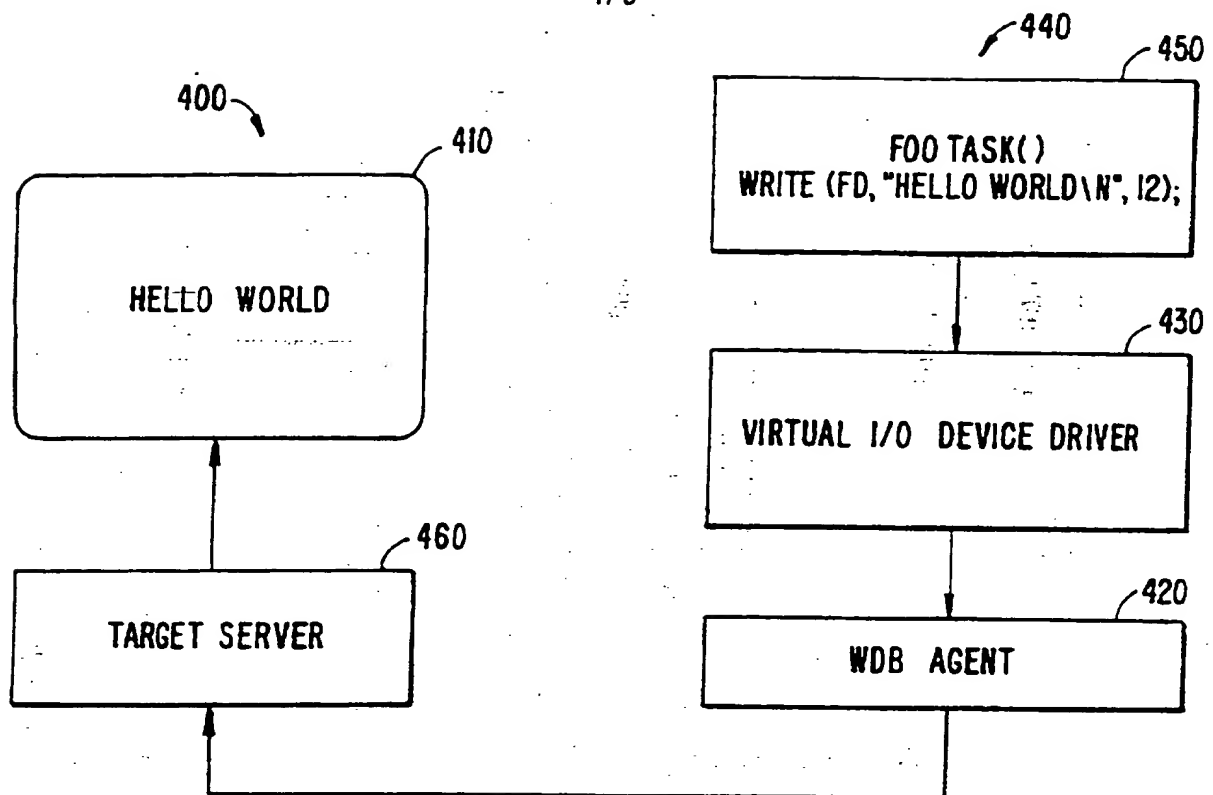 440
450
400
410
FOO TASK()
WRITE (FD, "HELLO WORLD\N", 12);
HELLO WORLD
430
VIRTUAL I/O DEVICE DRIVER
460
420
TARGET SERVER
WDB AGENT